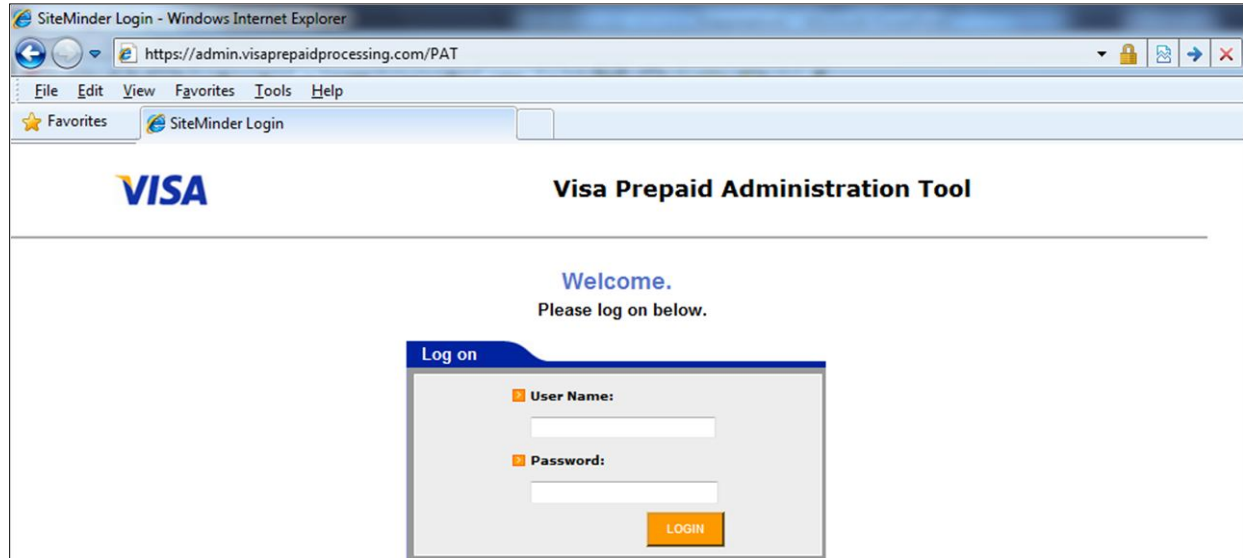 SiteMinder Login - Windows Internet Explorer
https://admin.visaprepaidprocessing.com/PAT
File Edit View Favorites Tools Help
Favorites SiteMinder Login
VISA Visa Prepaid Administration Tool
Welcome.
Please log on below.
Log on
User Name:
Password:
LOGIN